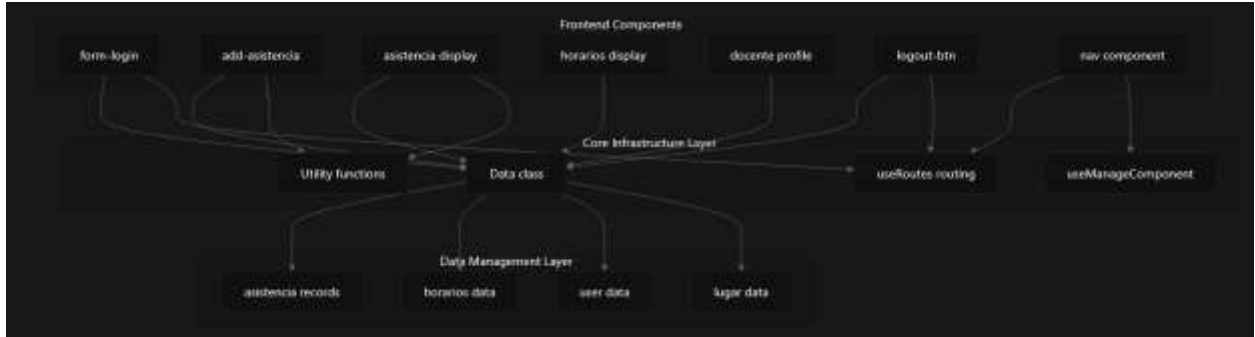 Frontend Components
form-login
add-asistencia
asistencia display
horarios display
docente profile
logout-btn
nav component
Core Infrastructure Layer
Utility functions
Data class
useRoutes routing
useManageComponent
Data Management Layer
asistencia records
horarios data
user data
lugar data